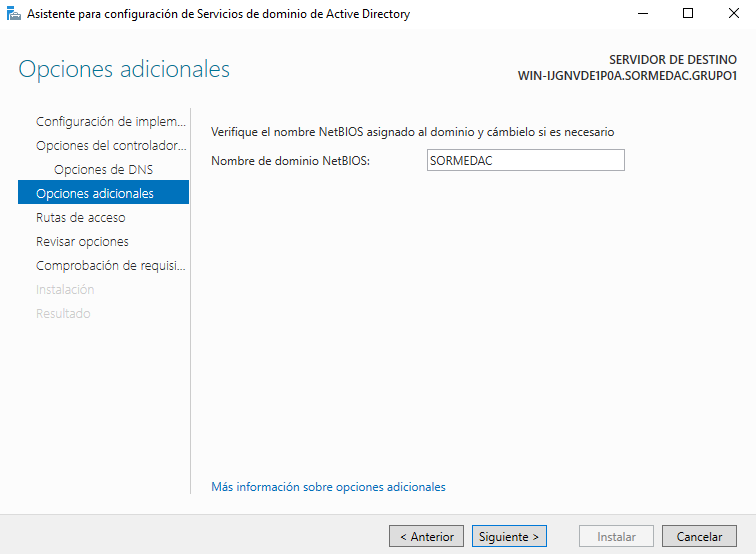 Asistente para configuración de Servicios de dominio de Active Directory
Opciones adicionales
SERVIDOR DE DESTINO
WIN-IJGNVDE1P0A.SORMEDAC.GRUPO1
Configuración de implem...
Opciones del controlador...
Opciones de DNS
Opciones adicionales
Rutas de acceso
Revisar opciones
Comprobación de requisi...
Instalación
Resultado
Verifique el nombre NetBIOS asignado al dominio y cámbielo si es necesario
Nombre de dominio NetBIOS: SORMEDAC
Más información sobre opciones adicionales
< Anterior Siguiente > Instalar Cancelar